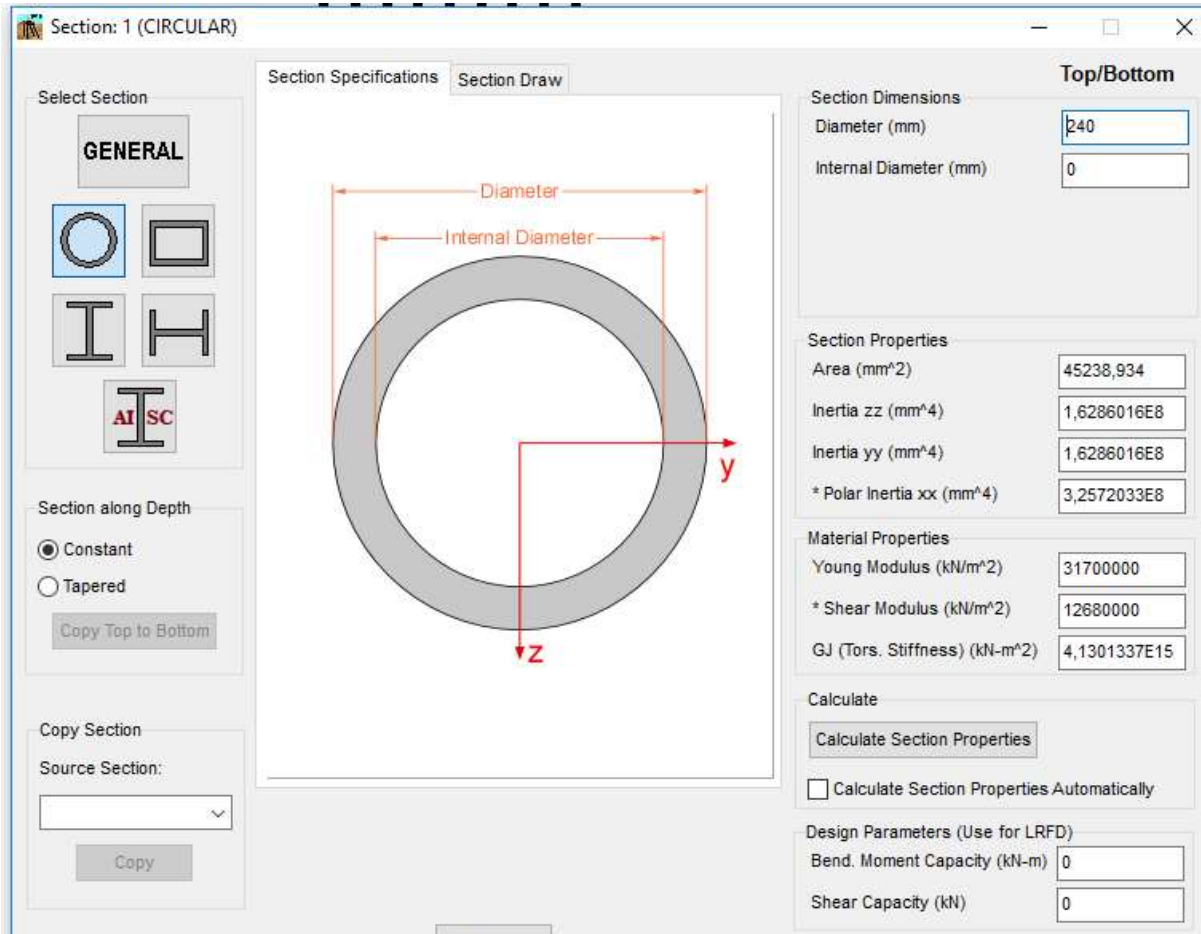 Section: 1 (CIRCULAR)
Select Section
GENERAL
AISC
Section along Depth
Constant
Tapered
Copy Top to Bottom
Copy Section
Source Section:
Copy
Section Specifications
Section Draw
Diameter
Internal Diameter
y
z
Top/Bottom
Section Dimensions
Diameter (mm) 240
Internal Diameter (mm) 0
Section Properties
Area (mm^2) 45238,934
Inertia zz (mm^4) 1,6286016E8
Inertia yy (mm^4) 1,6286016E8
* Polar Inertia xx (mm^4) 3,2572033E8
Material Properties
Young Modulus (kN/m^2) 31700000
* Shear Modulus (kN/m^2) 12680000
GJ (Tors. Stiffness) (kN-m^2) 4,1301337E15
Calculate
Calculate Section Properties
Calculate Section Properties Automatically
Design Parameters (Use for LRFD)
Bend. Moment Capacity (kN-m) 0
Shear Capacity (kN) 0